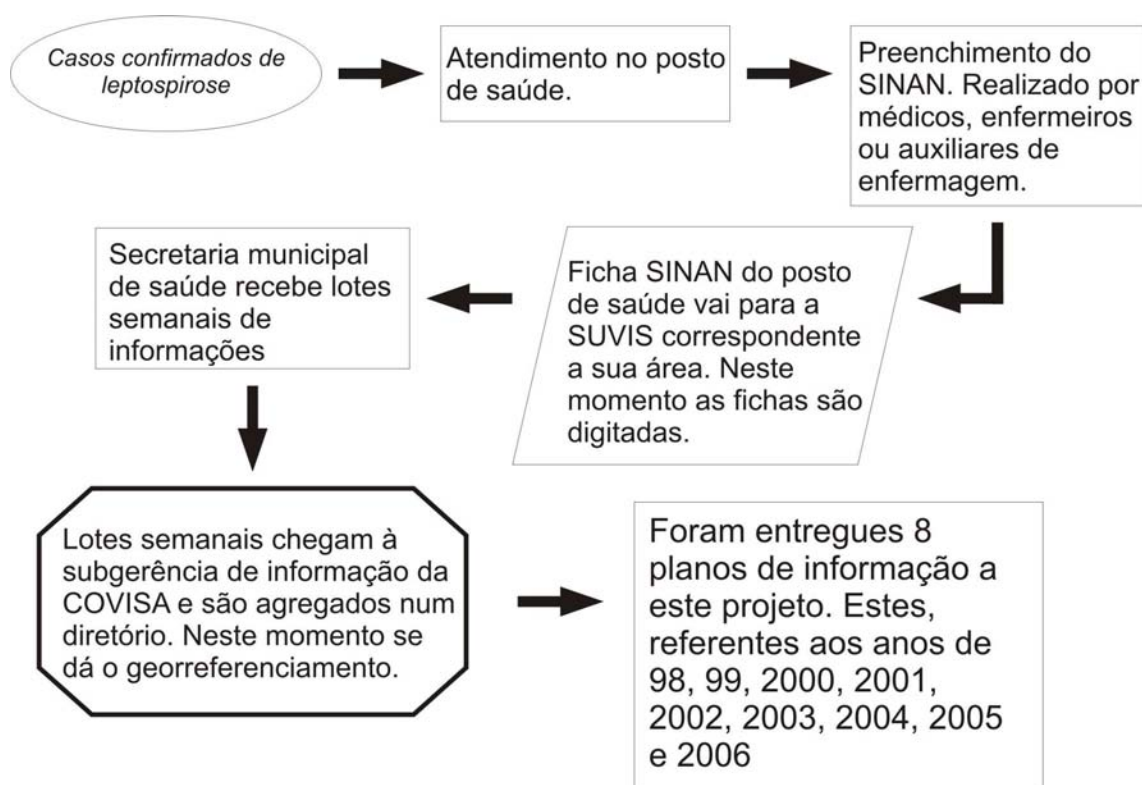 Casos confirmados de
leptospirose
Atendimento no posto
de saúde.
Preenchimento do
SINAN. Realizado por
médicos, enfermeiros
ou auxiliares de
enfermagem.
Ficha SINAN do posto
de saúde vai para a
SUVIS correspondente
a sua área. Neste
momento as fichas são
digitadas.
Secretaria municipal
de saúde recebe lotes
semanais de
informações
Lotes semanais chegam à
subgerência de informação da
COVISA e são agregados num
diretório. Neste momento se
dá o georreferenciamento.
Foram entregues 8
planos de informação a
este projeto. Estes,
referentes aos anos de
98, 99, 2000, 2001,
2002, 2003, 2004, 2005
e 2006